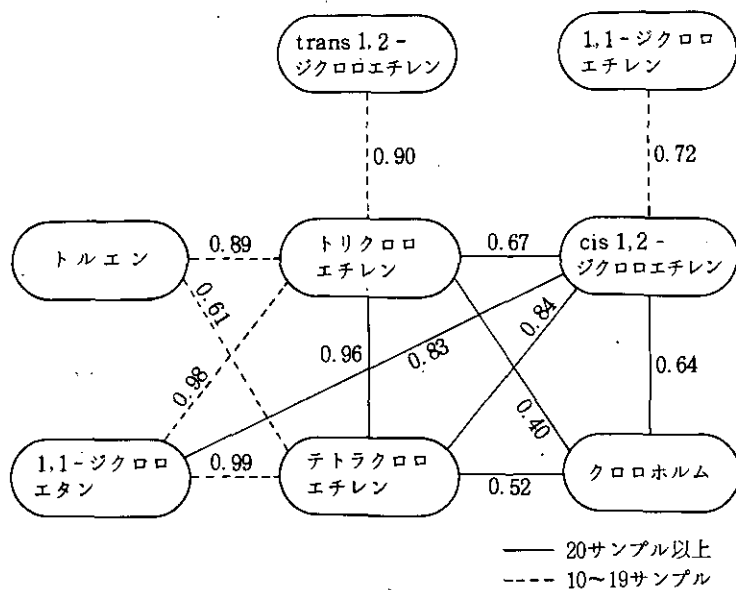 trans 1,2-
ジクロロエチレン
1,1-ジクロロ
エチレン
0.90
0.72
トルエン
0.89
トリクロロ
エチレン
0.67
cis 1,2-
ジクロロエチレン
0.61
0.98
0.96
0.83
0.84
0.40
0.64
1,1-ジクロロ
エタン
0.99
テトラクロロ
エチレン
0.52
クロロホルム
20サンプル以上
10~19サンプル